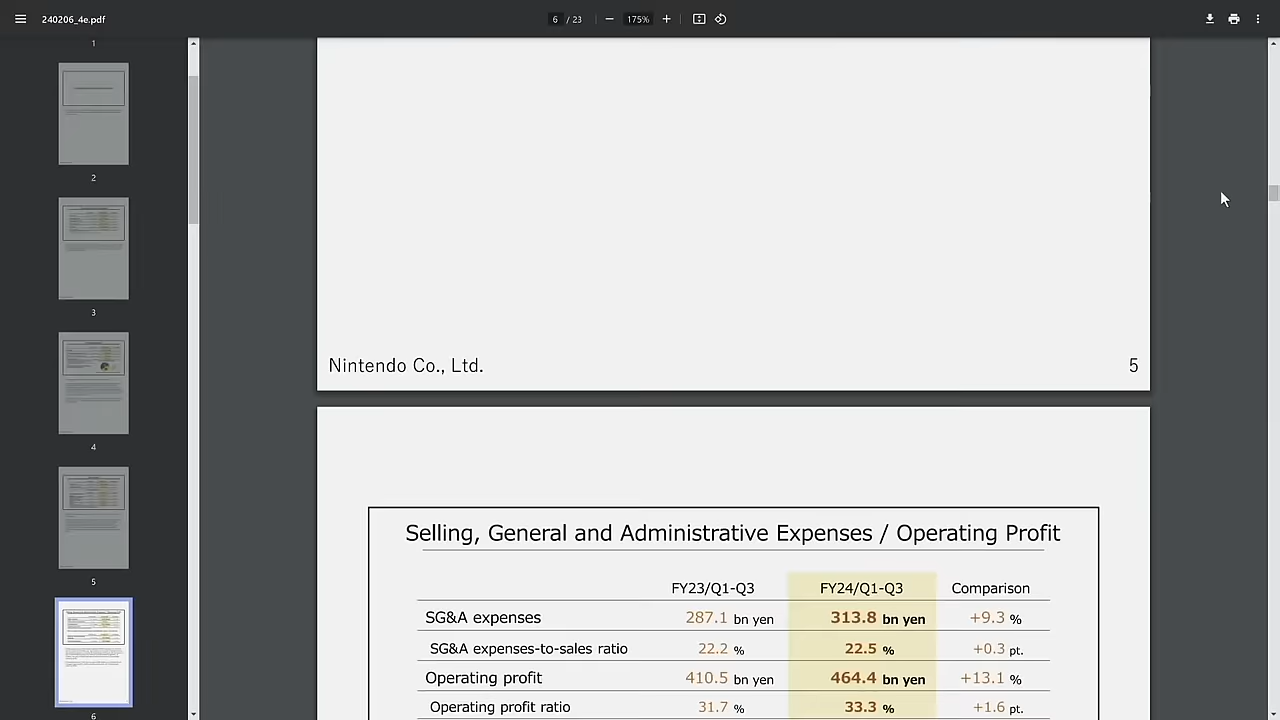 240206_4e.pdf
6 / 23
175%
1
2
3
4
5
6
Nintendo Co., Ltd.
5
Selling, General and Administrative Expenses / Operating Profit
FY23/Q1-Q3 FY24/Q1-Q3 Comparison
SG&A expenses 287.1 bn yen 313.8 bn yen +9.3 %
SG&A expenses-to-sales ratio 22.2 % 22.5 % +0.3 pt.
Operating profit 410.5 bn yen 464.4 bn yen +13.1 %
Operating profit ratio 31.7 % 33.3 % +1.6 pt.